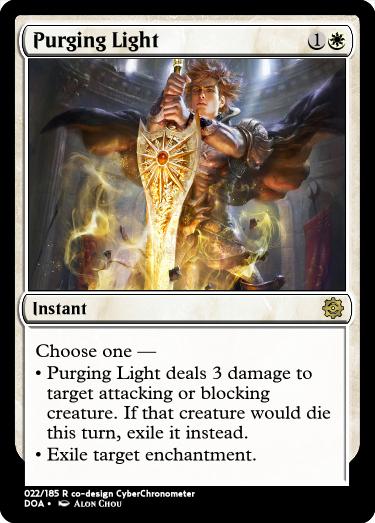 Purging Light 1
Instant
Choose one —
• Purging Light deals 3 damage to
target attacking or blocking
creature. If that creature would die
this turn, exile it instead.
• Exile target enchantment.
022/185 R co-design CyberChronometer
DOA • Alon Chou